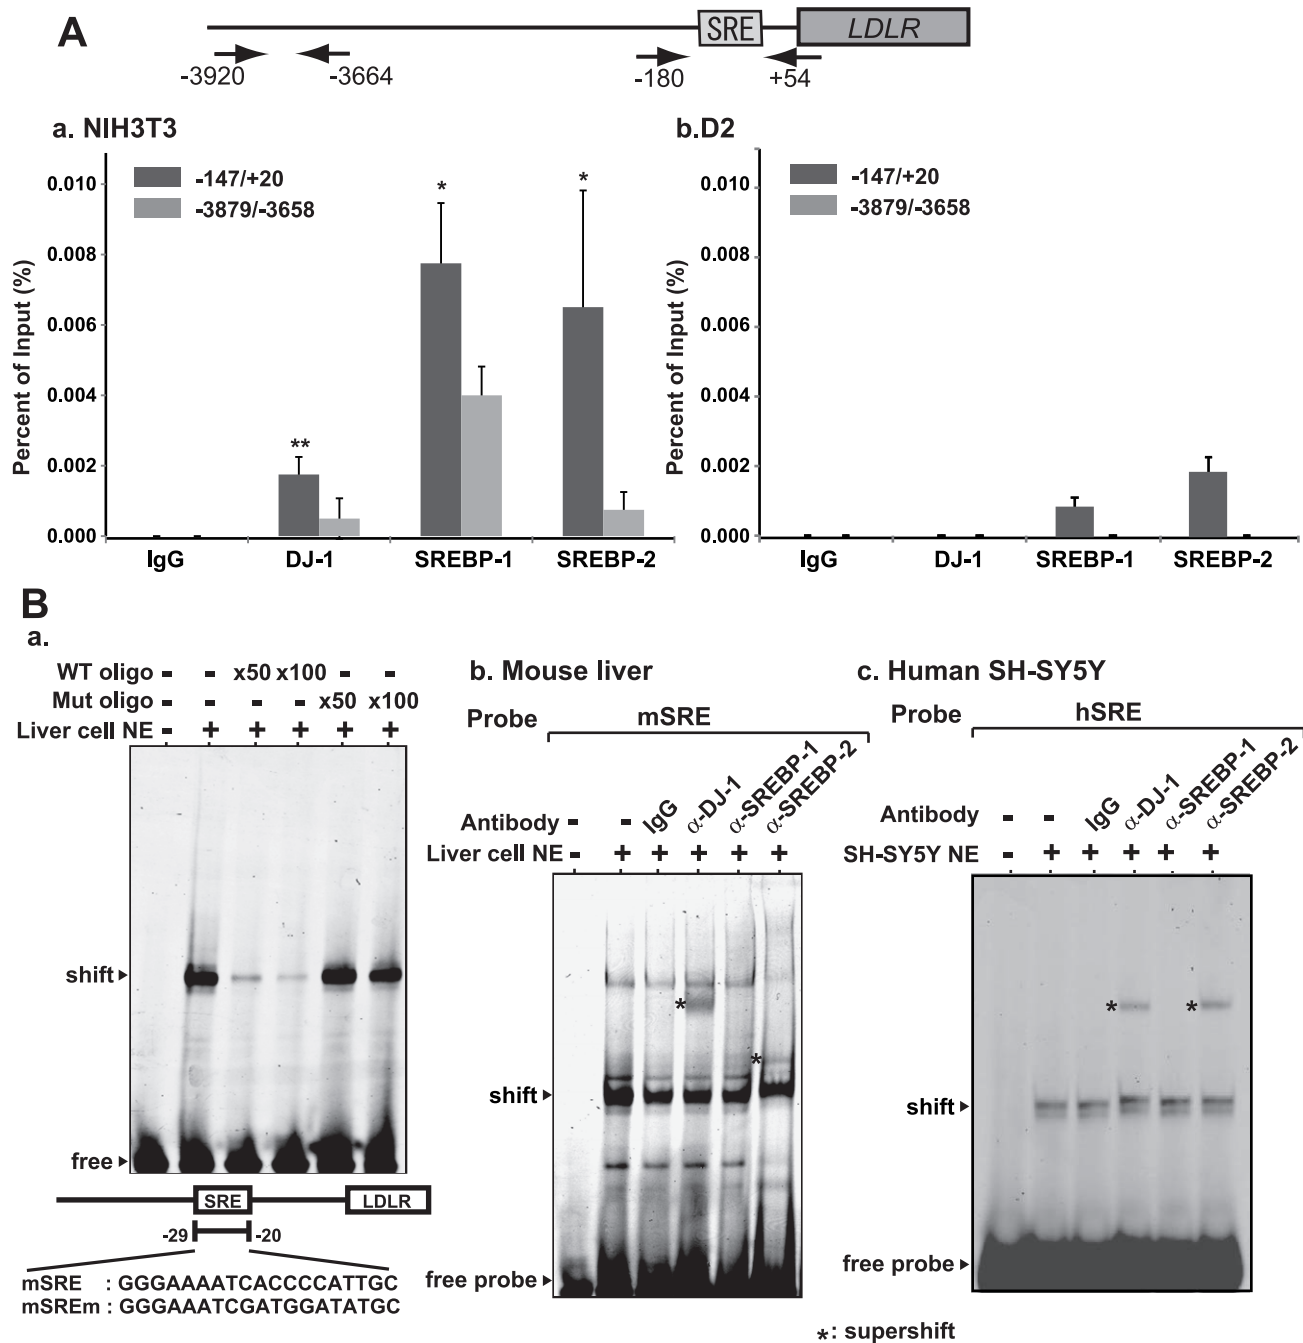 A
SRE
LDLR
-3920
-3664
-180
+54
a. NIH3T3
-147/+20
-3879/-3658
Percent of Input (%)
0.010
0.008
0.006
0.004
0.002
0.000
*
*
**
IgG
DJ-1
SREBP-1
SREBP-2
b.D2
-147/+20
-3879/-3658
Percent of Input (%)
0.010
0.008
0.006
0.004
0.002
0.000
IgG
DJ-1
SREBP-1
SREBP-2
B
a.
WT oligo - - x50 x100 - -
Mut oligo - - - - x50 x100
Liver cell NE - + + + + +
shift
free
SRE
LDLR
-29
-20
mSRE : GGGAAAATCACCCCATTGC
mSREm : GGGAAATCGATGGATATGC
b. Mouse liver
Probe mSRE
Antibody - - IgG α-DJ-1 α-SREBP-1 α-SREBP-2
Liver cell NE - + + + + +
*
*
shift
free probe
c. Human SH-SY5Y
Probe hSRE
Antibody - - IgG α-DJ-1 α-SREBP-1 α-SREBP-2
SH-SY5Y NE - + + + + +
* *
shift
free probe
*: supershift